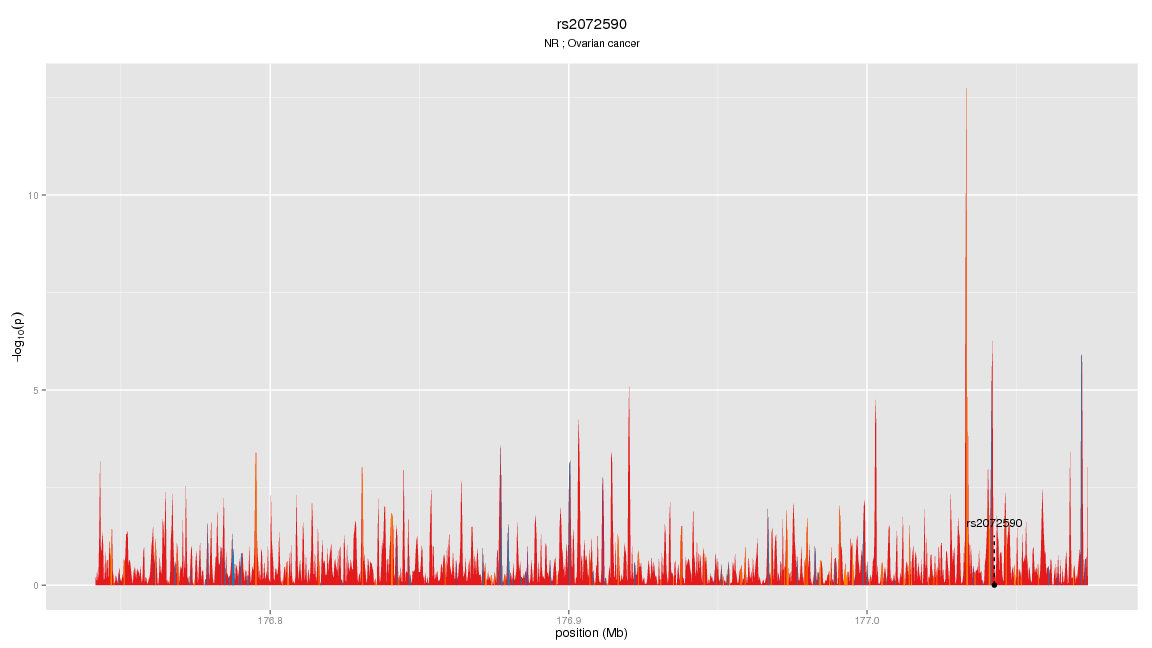 rs2072590
NR ; Ovarian cancer
−log10(p)
10
5
0
rs2072590
176.8 176.9 177.0
position (Mb)